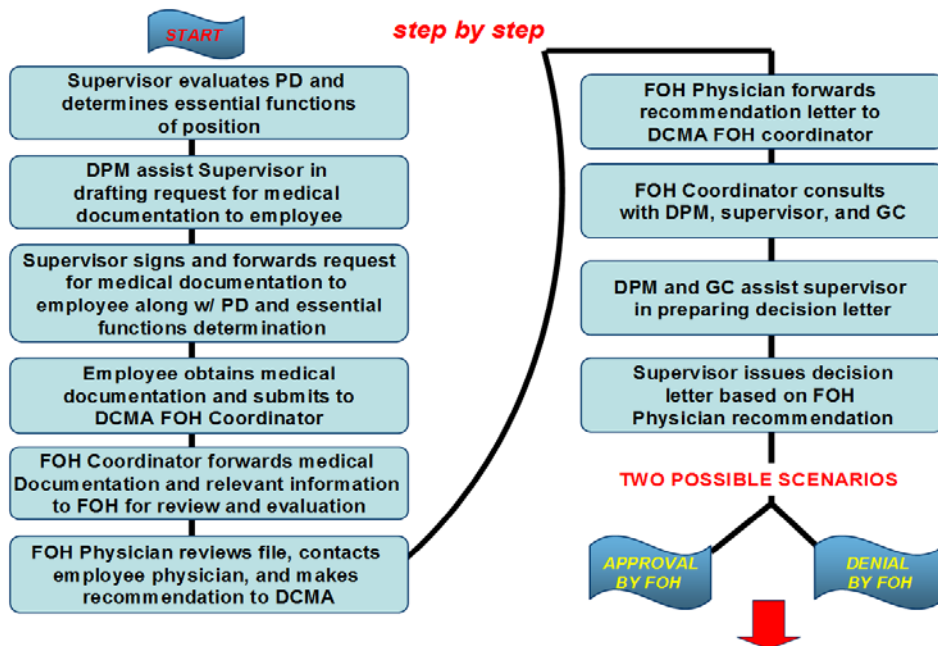 START
step by step
Supervisor evaluates PD and
determines essential functions
of position
DPM assist Supervisor in
drafting request for medical
documentation to employee
Supervisor signs and forwards request
for medical documentation to
employee along w/ PD and essential
functions determination
Employee obtains medical
documentation and submits to
DCMA FOH Coordinator
FOH Coordinator forwards medical
Documentation and relevant information
to FOH for review and evaluation
FOH Physician reviews file, contacts
employee physician, and makes
recommendation to DCMA
FOH Physician forwards
recommendation letter to
DCMA FOH coordinator
FOH Coordinator consults
with DPM, supervisor, and GC
DPM and GC assist supervisor
in preparing decision letter
Supervisor issues decision
letter based on FOH
Physician recommendation
TWO POSSIBLE SCENARIOS
APPROVAL
BY FOH
DENIAL
BY FOH